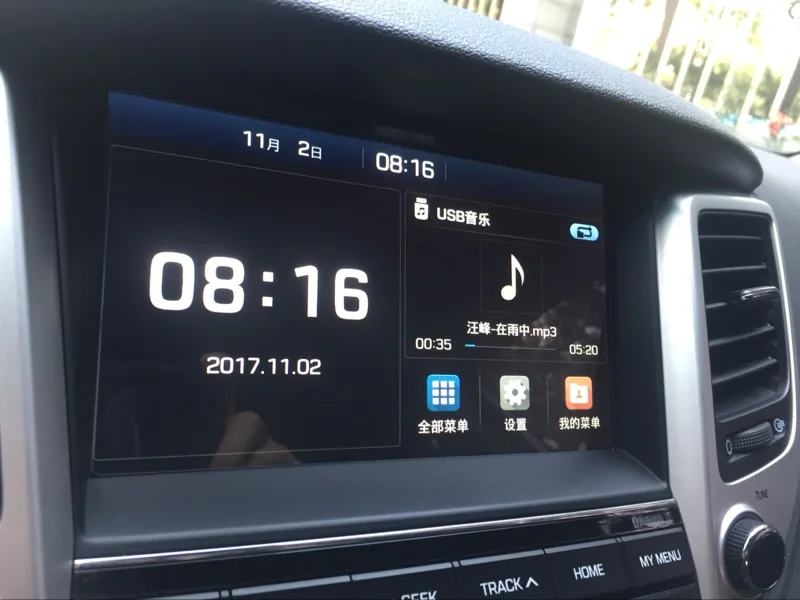 11月 2日 08:16
08:16
2017.11.02
USB音乐
汪峰-在雨中.mp3
00:35 05:20
全部菜单 设置 我的菜单
Bluetooth
TUNE
SEEK TRACK ∧ HOME MY MENU